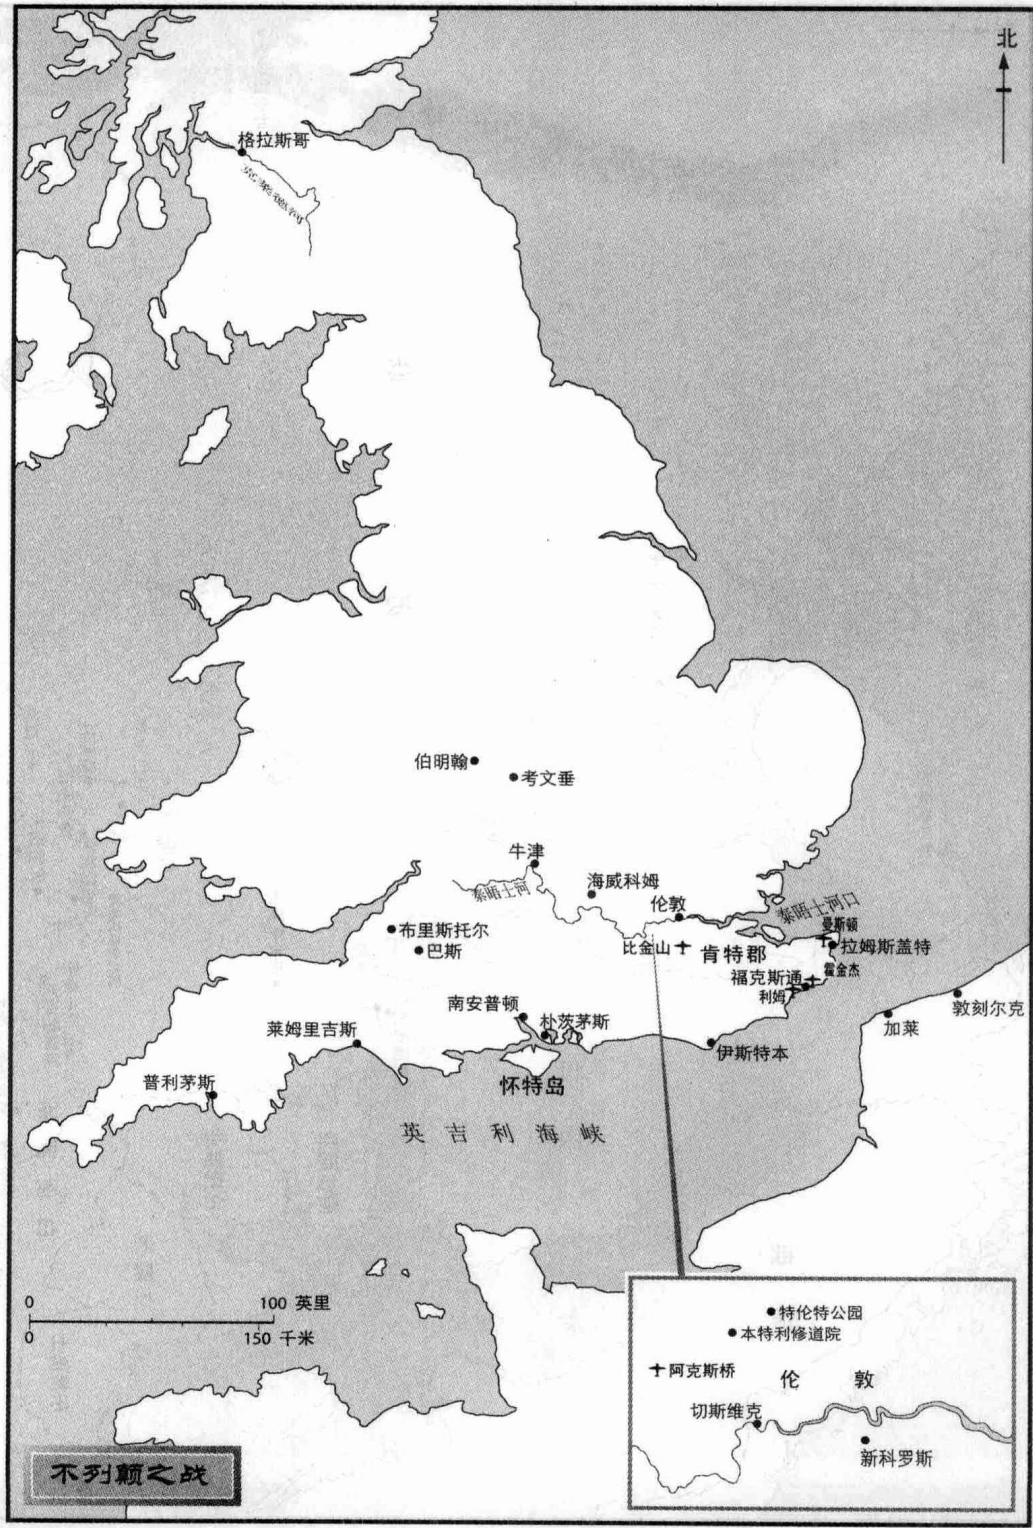 北
格拉斯哥
克莱德河
伯明翰
考文垂
牛津
泰晤士河
海威科姆
伦敦
泰晤士河口
曼斯顿
布里斯托尔
巴斯
比金山
肯特郡
拉姆斯盖特
霍金杰
福克斯通
利姆
敦刻尔克
加莱
南安普顿
朴茨茅斯
莱姆里吉斯
伊斯特本
普利茅斯
怀特岛
英吉利海峡
0 100 英里
0 150 千米
特伦特公园
本特利修道院
阿克斯桥
伦敦
切斯维克
新科罗斯
不列颠之战